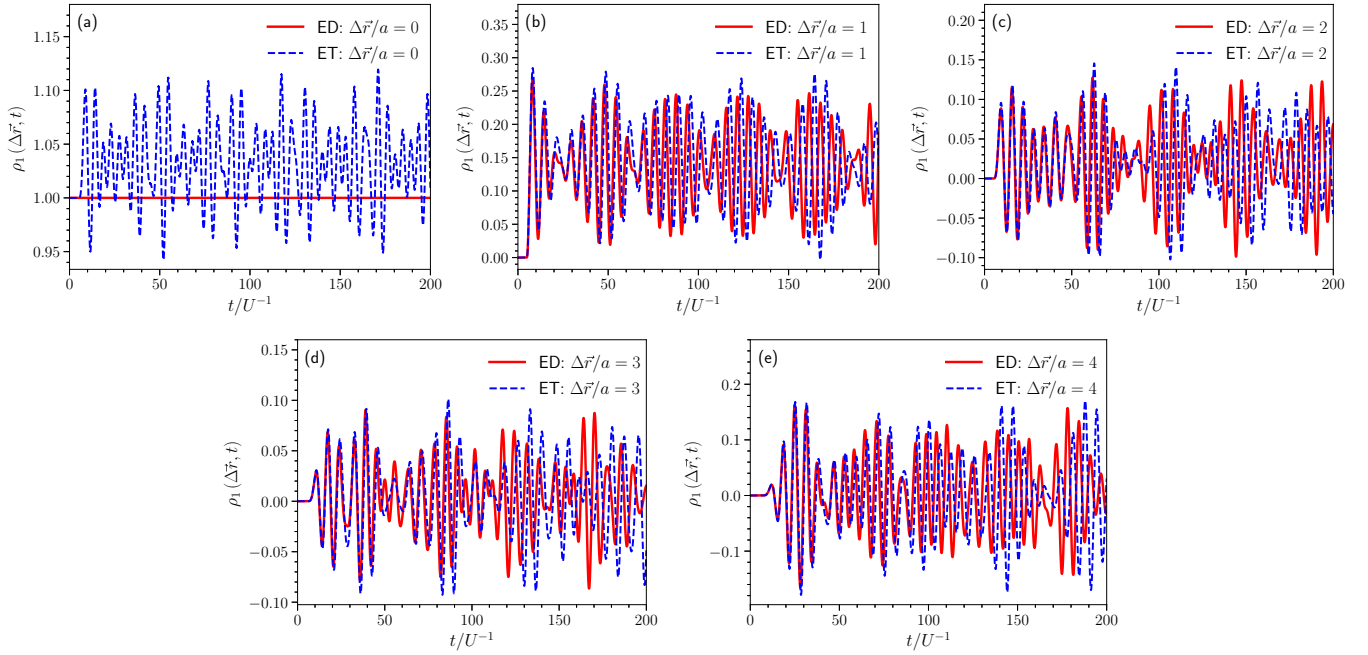 (a)
ED: Δr⃗/a = 0
ET: Δr⃗/a = 0
1.15
1.10
1.05
1.00
0.95
ρ₁(Δr⃗, t)
0 50 100 150 200
t/U⁻¹
(b)
ED: Δr⃗/a = 1
ET: Δr⃗/a = 1
0.35
0.30
0.25
0.20
0.15
0.10
0.05
0.00
ρ₁(Δr⃗, t)
0 50 100 150 200
t/U⁻¹
(c)
ED: Δr⃗/a = 2
ET: Δr⃗/a = 2
0.20
0.15
0.10
0.05
0.00
−0.05
−0.10
ρ₁(Δr⃗, t)
0 50 100 150 200
t/U⁻¹
(d)
ED: Δr⃗/a = 3
ET: Δr⃗/a = 3
0.15
0.10
0.05
0.00
−0.05
−0.10
ρ₁(Δr⃗, t)
0 50 100 150 200
t/U⁻¹
(e)
ED: Δr⃗/a = 4
ET: Δr⃗/a = 4
0.2
0.1
0.0
−0.1
ρ₁(Δr⃗, t)
0 50 100 150 200
t/U⁻¹